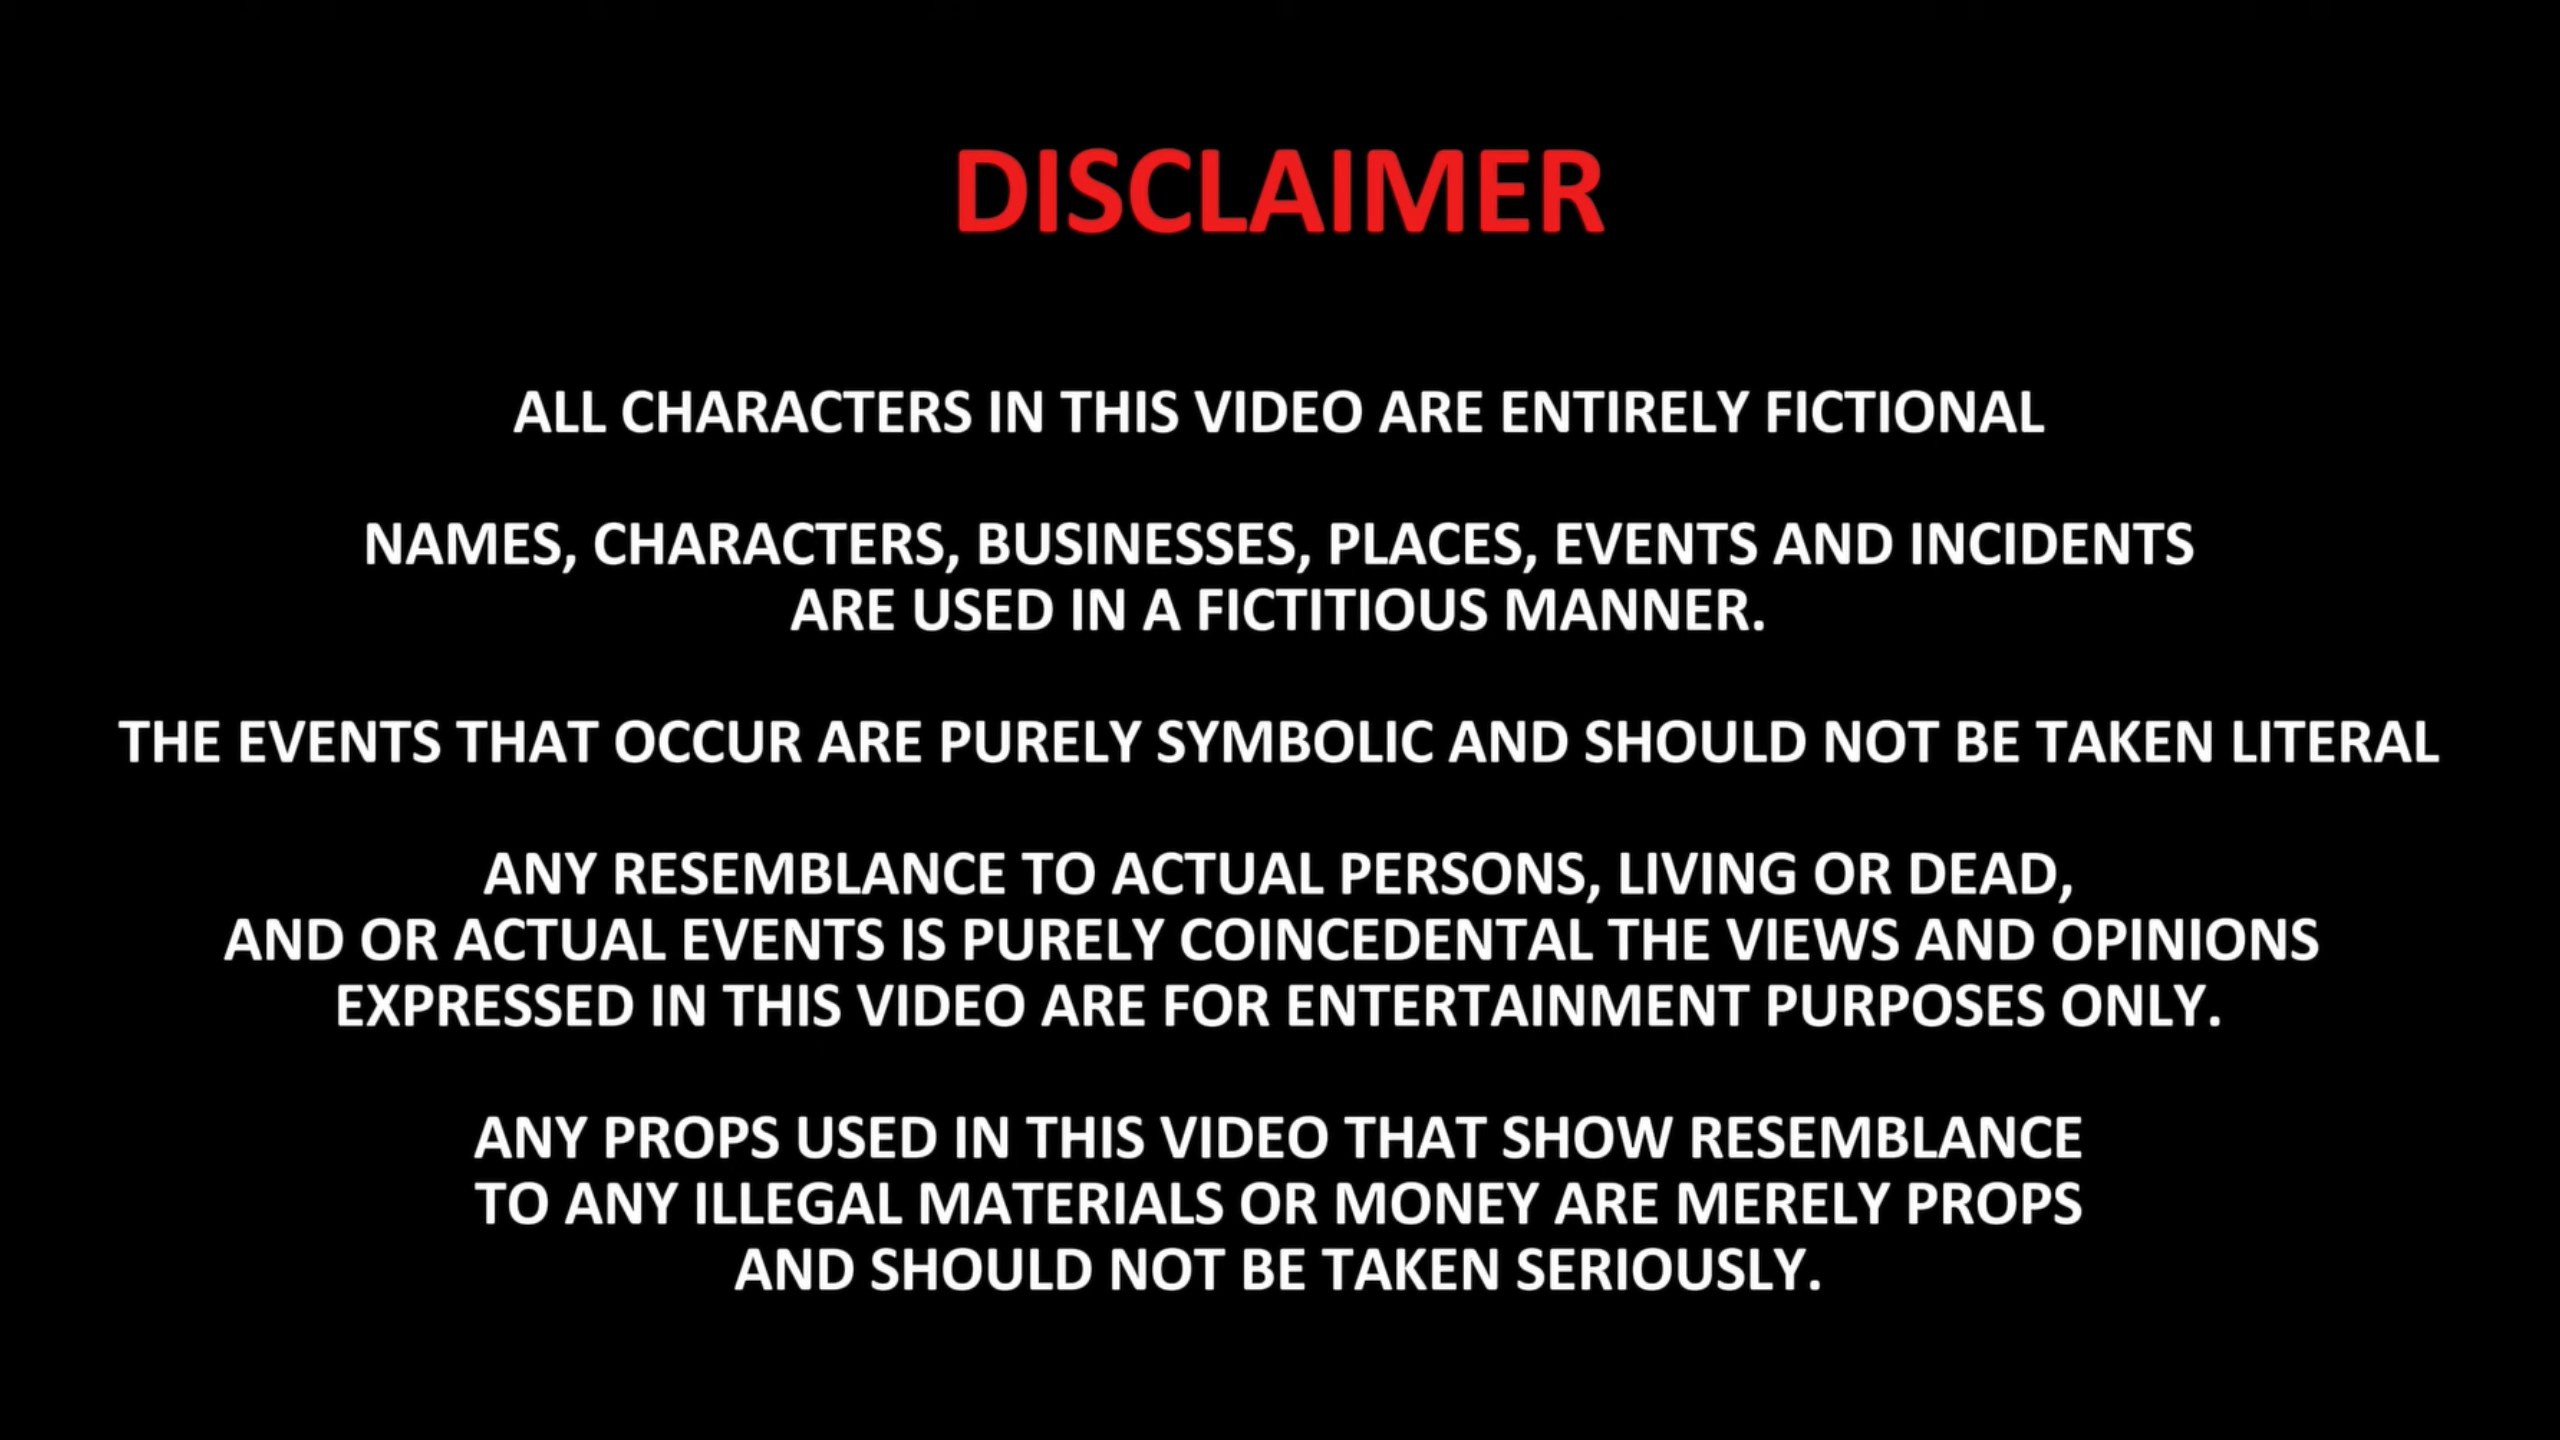 DISCLAIMER
ALL CHARACTERS IN THIS VIDEO ARE ENTIRELY FICTIONAL
NAMES, CHARACTERS, BUSINESSES, PLACES, EVENTS AND INCIDENTS
ARE USED IN A FICTITIOUS MANNER.
THE EVENTS THAT OCCUR ARE PURELY SYMBOLIC AND SHOULD NOT BE TAKEN LITERAL
ANY RESEMBLANCE TO ACTUAL PERSONS, LIVING OR DEAD,
AND OR ACTUAL EVENTS IS PURELY COINCEDENTAL THE VIEWS AND OPINIONS
EXPRESSED IN THIS VIDEO ARE FOR ENTERTAINMENT PURPOSES ONLY.
ANY PROPS USED IN THIS VIDEO THAT SHOW RESEMBLANCE
TO ANY ILLEGAL MATERIALS OR MONEY ARE MERELY PROPS
AND SHOULD NOT BE TAKEN SERIOUSLY.